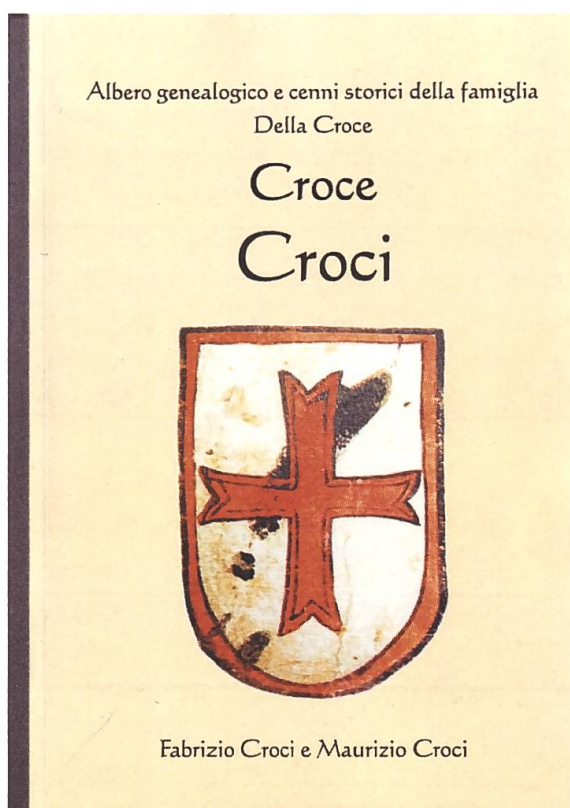 Albero genealogico e cenni storici della famiglia
Della Croce
Croce
Croci
Fabrizio Croci e Maurizio Croci